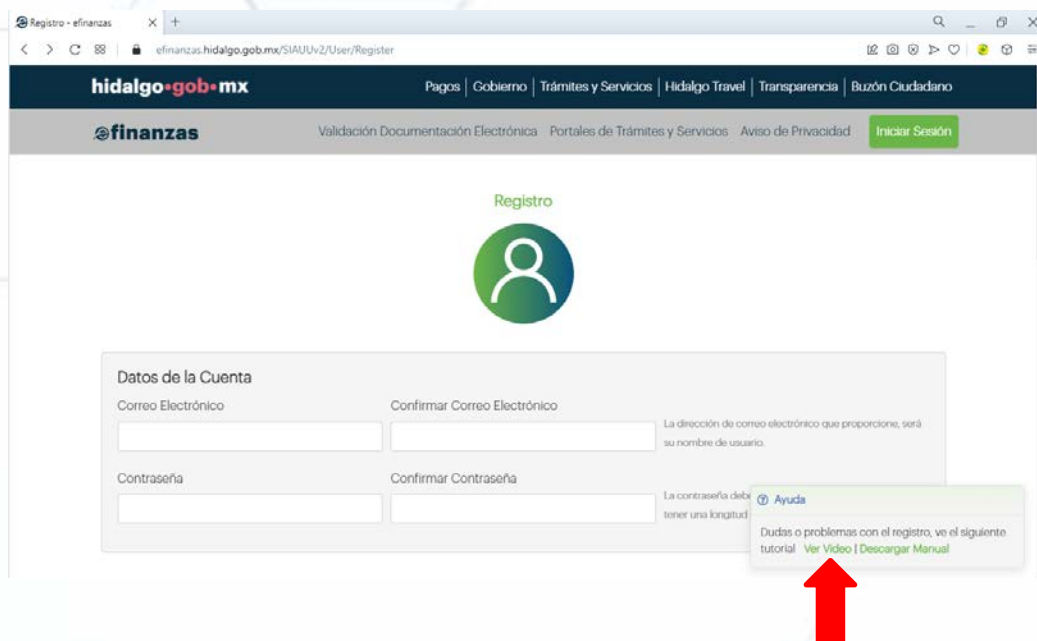 Registro - efinanzas
efinanzas.hidalgo.gob.mx/SIAUUv2/User/Register
hidalgo•gob•mx
Pagos | Gobierno | Trámites y Servicios | Hidalgo Travel | Transparencia | Buzón Ciudadano
efinanzas
Validación Documentación Electrónica Portales de Trámites y Servicios Aviso de Privacidad Iniciar Sesión
Registro
Datos de la Cuenta
Correo Electrónico Confirmar Correo Electrónico
La dirección de correo electrónico que proporcione, será
su nombre de usuario.
Contraseña Confirmar Contraseña
La contraseña debe
tener una longitud
Ayuda
Dudas o problemas con el registro, ve el siguiente
tutorial Ver Video | Descargar Manual